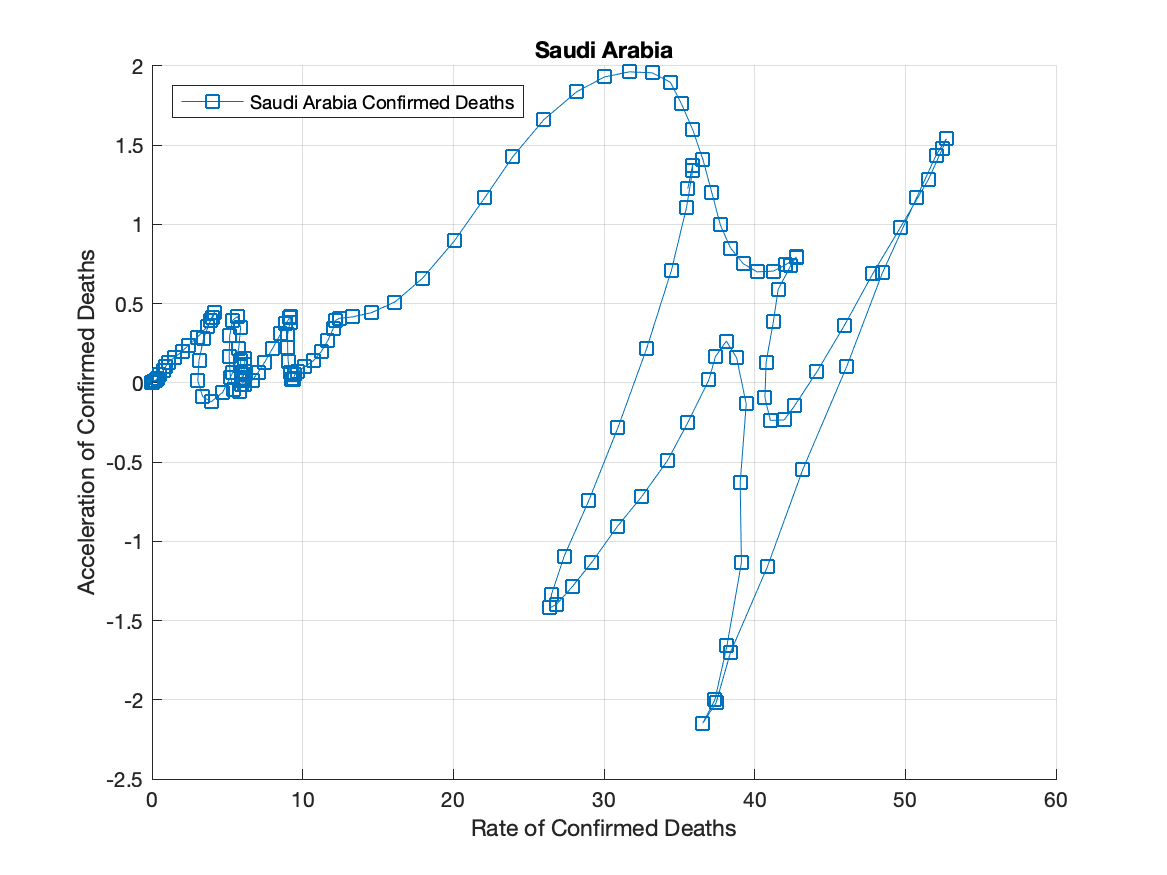 Saudi Arabia
Saudi Arabia Confirmed Deaths
Acceleration of Confirmed Deaths
2
1.5
1
0.5
0
-0.5
-1
-1.5
-2
-2.5
0 10 20 30 40 50 60
Rate of Confirmed Deaths